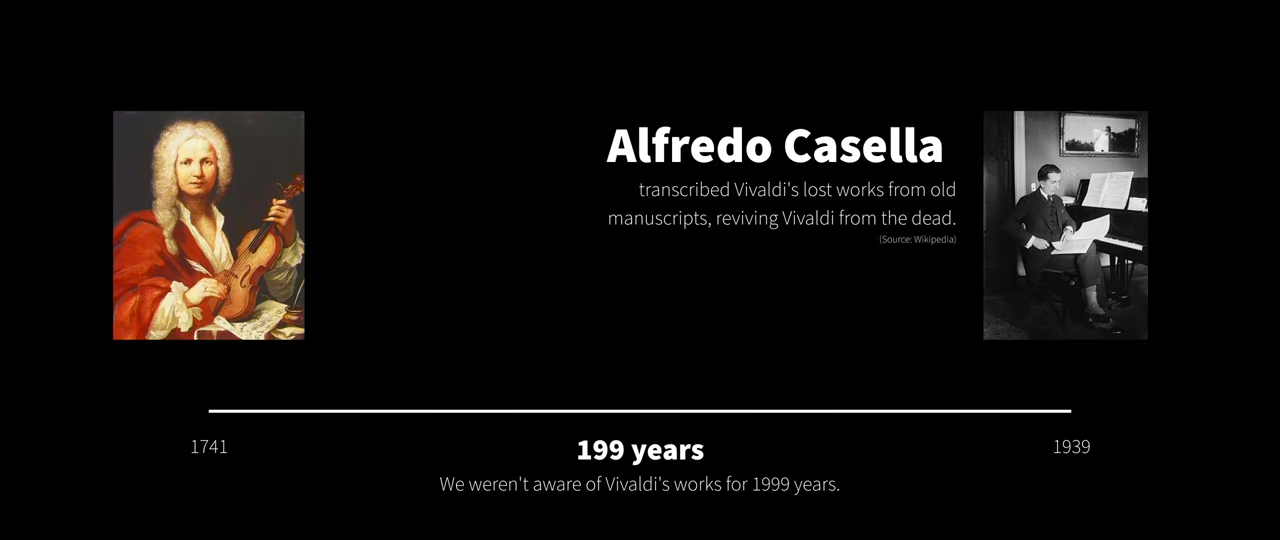 Alfredo Casella
transcribed Vivaldi's lost works from old
manuscripts, reviving Vivaldi from the dead.
(Source: Wikipedia)
1741
199 years
1939
We weren't aware of Vivaldi's works for 1999 years.